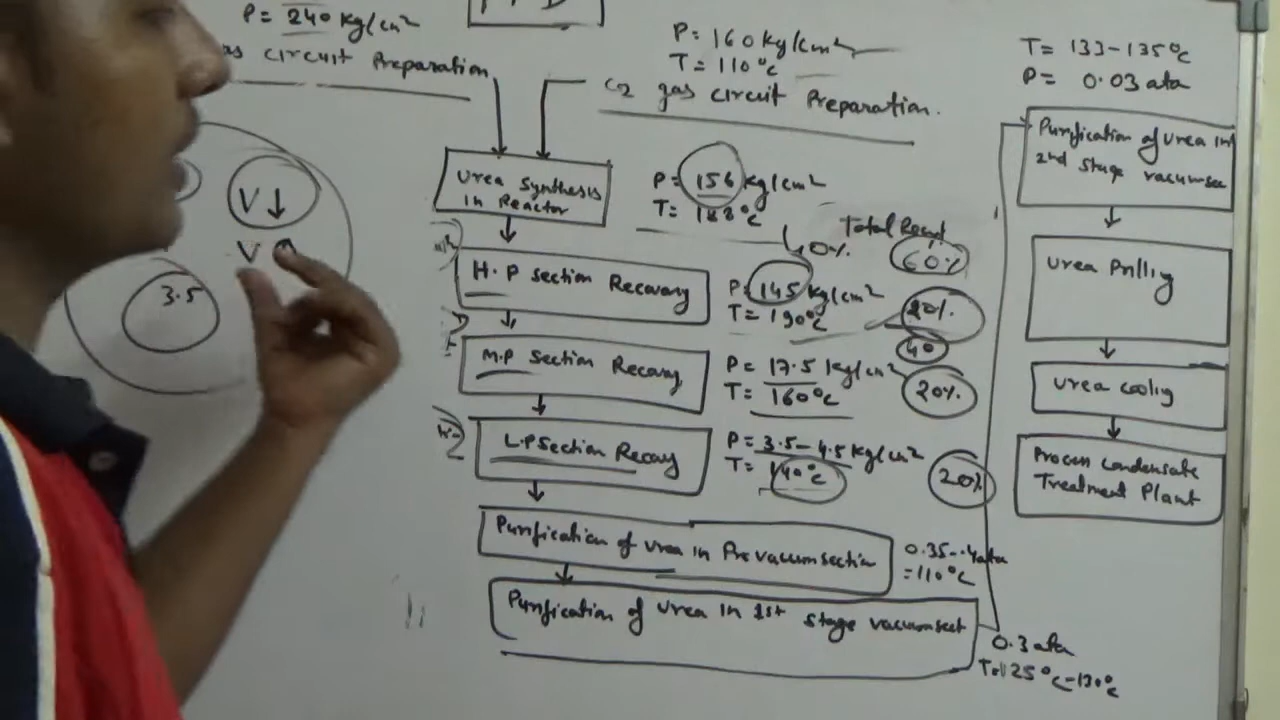 P = 240 kg/cm²
as circuit Preparation
P = 160 kg/cm²
T = 110°C
CO2 gas circuit Preparation.
Urea Synthesis
in Reactor
P = 156 kg/cm²
T = 188°C
40%
Total Recent
60%
H.P section Recovery
P = 145 kg/cm²
T = 190°C
20%
40
M.P Section Recovery
P = 17.5 kg/cm²
T = 160°C
20%
L.P Section Recovery
P = 3.5 - 4.5 kg/cm²
T = 140°C
20%
Purification of urea in Prevacuum section
0.35-.4 ata
= 110°C
Purification of urea in 1st stage vacuum sect
0.3 ata
T = 125°C - 130°C
T = 133-135°C
P = 0.03 ata
Purification of urea in
2nd stage vacuum sec
Urea Prilling
Urea cooling
Process Condensate
Treatment Plant
V ↓
V
3.5